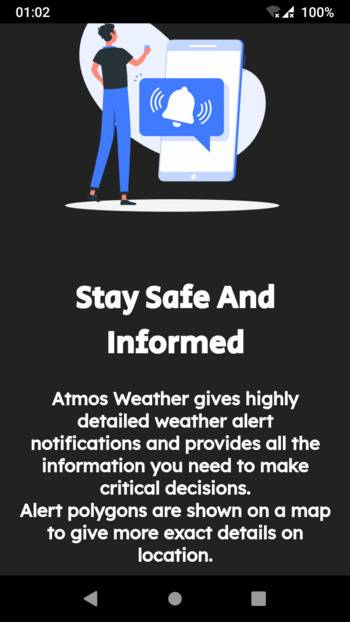 01:02
100%
Stay Safe And
Informed
Atmos Weather gives highly
detailed weather alert
notifications and provides all the
information you need to make
critical decisions.
Alert polygons are shown on a map
to give more exact details on
location.